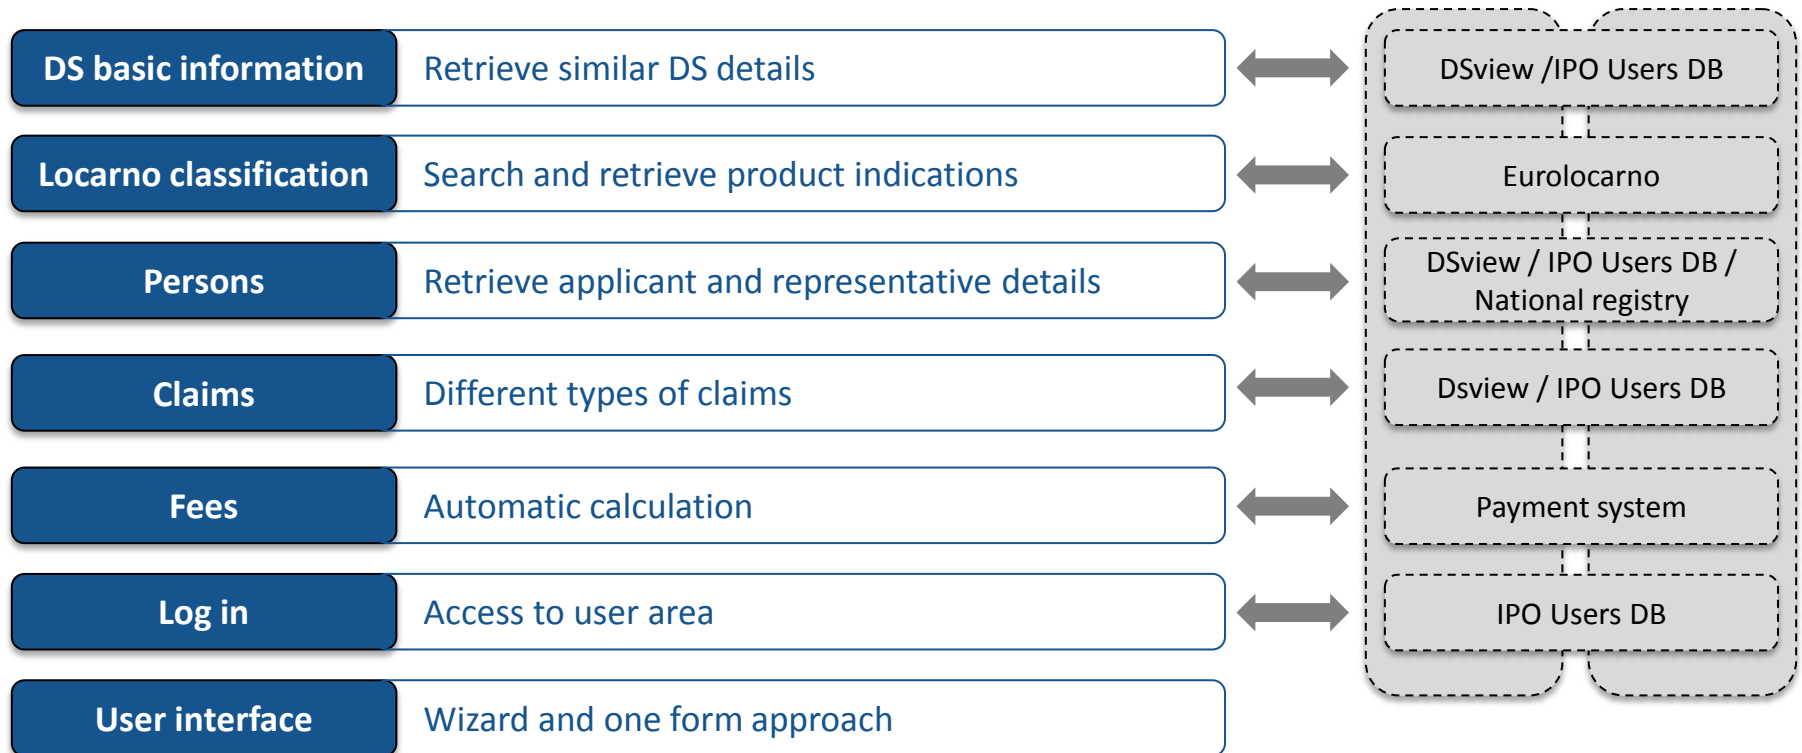 DS basic information
Retrieve similar DS details
DSview /IPO Users DB
Locarno classification
Search and retrieve product indications
Eurolocarno
Persons
Retrieve applicant and representative details
DSview / IPO Users DB /
National registry
Claims
Different types of claims
Dsview / IPO Users DB
Fees
Automatic calculation
Payment system
Log in
Access to user area
IPO Users DB
User interface
Wizard and one form approach